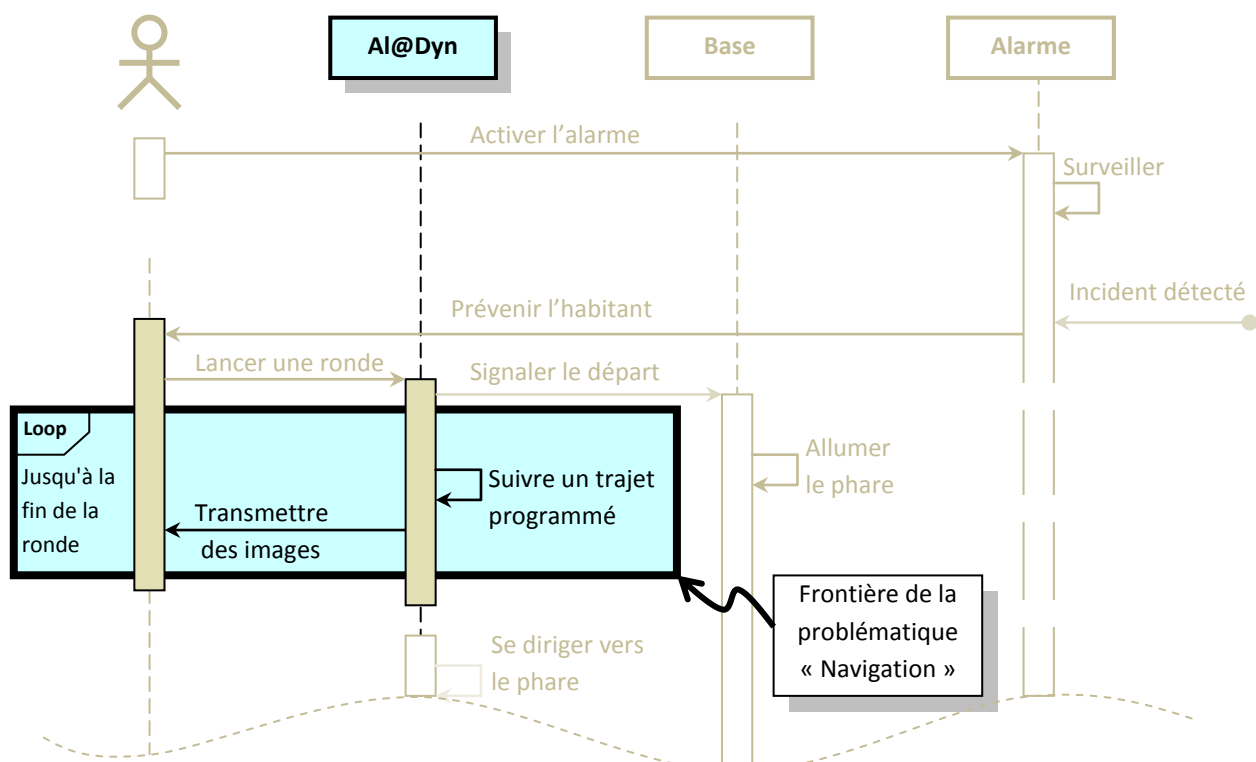 Al@Dyn
Base
Alarme
Activer l'alarme
Surveiller
Incident détecté
Prévenir l'habitant
Lancer une ronde
Signaler le départ
Loop
Jusqu'à la
fin de la
ronde
Suivre un trajet
programmé
Transmettre
des images
Allumer
le phare
Frontière de la
problématique
« Navigation »
Se diriger vers
le phare